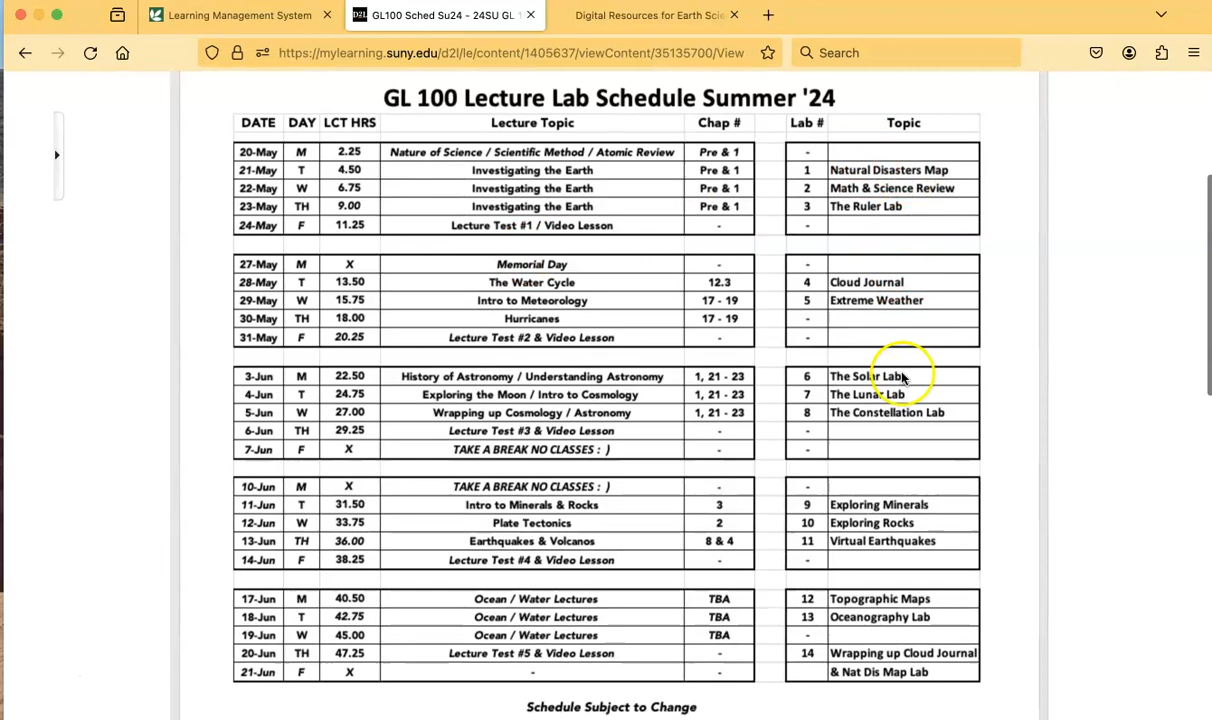 Learning Management System
GL100 Sched Su24 - 24SU GL 1
Digital Resources for Earth Scie
https://mylearning.suny.edu/d2l/le/content/1405637/viewContent/35135700/View
Search
GL 100 Lecture Lab Schedule Summer '24
DATE DAY LCT HRS Lecture Topic Chap # Lab # Topic
20-May M 2.25 Nature of Science / Scientific Method / Atomic Review Pre & 1 -
21-May T 4.50 Investigating the Earth Pre & 1 1 Natural Disasters Map
22-May W 6.75 Investigating the Earth Pre & 1 2 Math & Science Review
23-May TH 9.00 Investigating the Earth Pre & 1 3 The Ruler Lab
24-May F 11.25 Lecture Test #1 / Video Lesson - -
27-May M X Memorial Day - -
28-May T 13.50 The Water Cycle 12.3 4 Cloud Journal
29-May W 15.75 Intro to Meteorology 17 - 19 5 Extreme Weather
30-May TH 18.00 Hurricanes 17 - 19 -
31-May F 20.25 Lecture Test #2 & Video Lesson - -
3-Jun M 22.50 History of Astronomy / Understanding Astronomy 1, 21 - 23 6 The Solar Lab
4-Jun T 24.75 Exploring the Moon / Intro to Cosmology 1, 21 - 23 7 The Lunar Lab
5-Jun W 27.00 Wrapping up Cosmology / Astronomy 1, 21 - 23 8 The Constellation Lab
6-Jun TH 29.25 Lecture Test #3 & Video Lesson - -
7-Jun F X TAKE A BREAK NO CLASSES : ) - -
10-Jun M X TAKE A BREAK NO CLASSES : ) - -
11-Jun T 31.50 Intro to Minerals & Rocks 3 9 Exploring Minerals
12-Jun W 33.75 Plate Tectonics 2 10 Exploring Rocks
13-Jun TH 36.00 Earthquakes & Volcanos 8 & 4 11 Virtual Earthquakes
14-Jun F 38.25 Lecture Test #4 & Video Lesson - -
17-Jun M 40.50 Ocean / Water Lectures TBA 12 Topographic Maps
18-Jun T 42.75 Ocean / Water Lectures TBA 13 Oceanography Lab
19-Jun W 45.00 Ocean / Water Lectures TBA -
20-Jun TH 47.25 Lecture Test #5 & Video Lesson - 14 Wrapping up Cloud Journal
21-Jun F X - - & Nat Dis Map Lab
Schedule Subject to Change